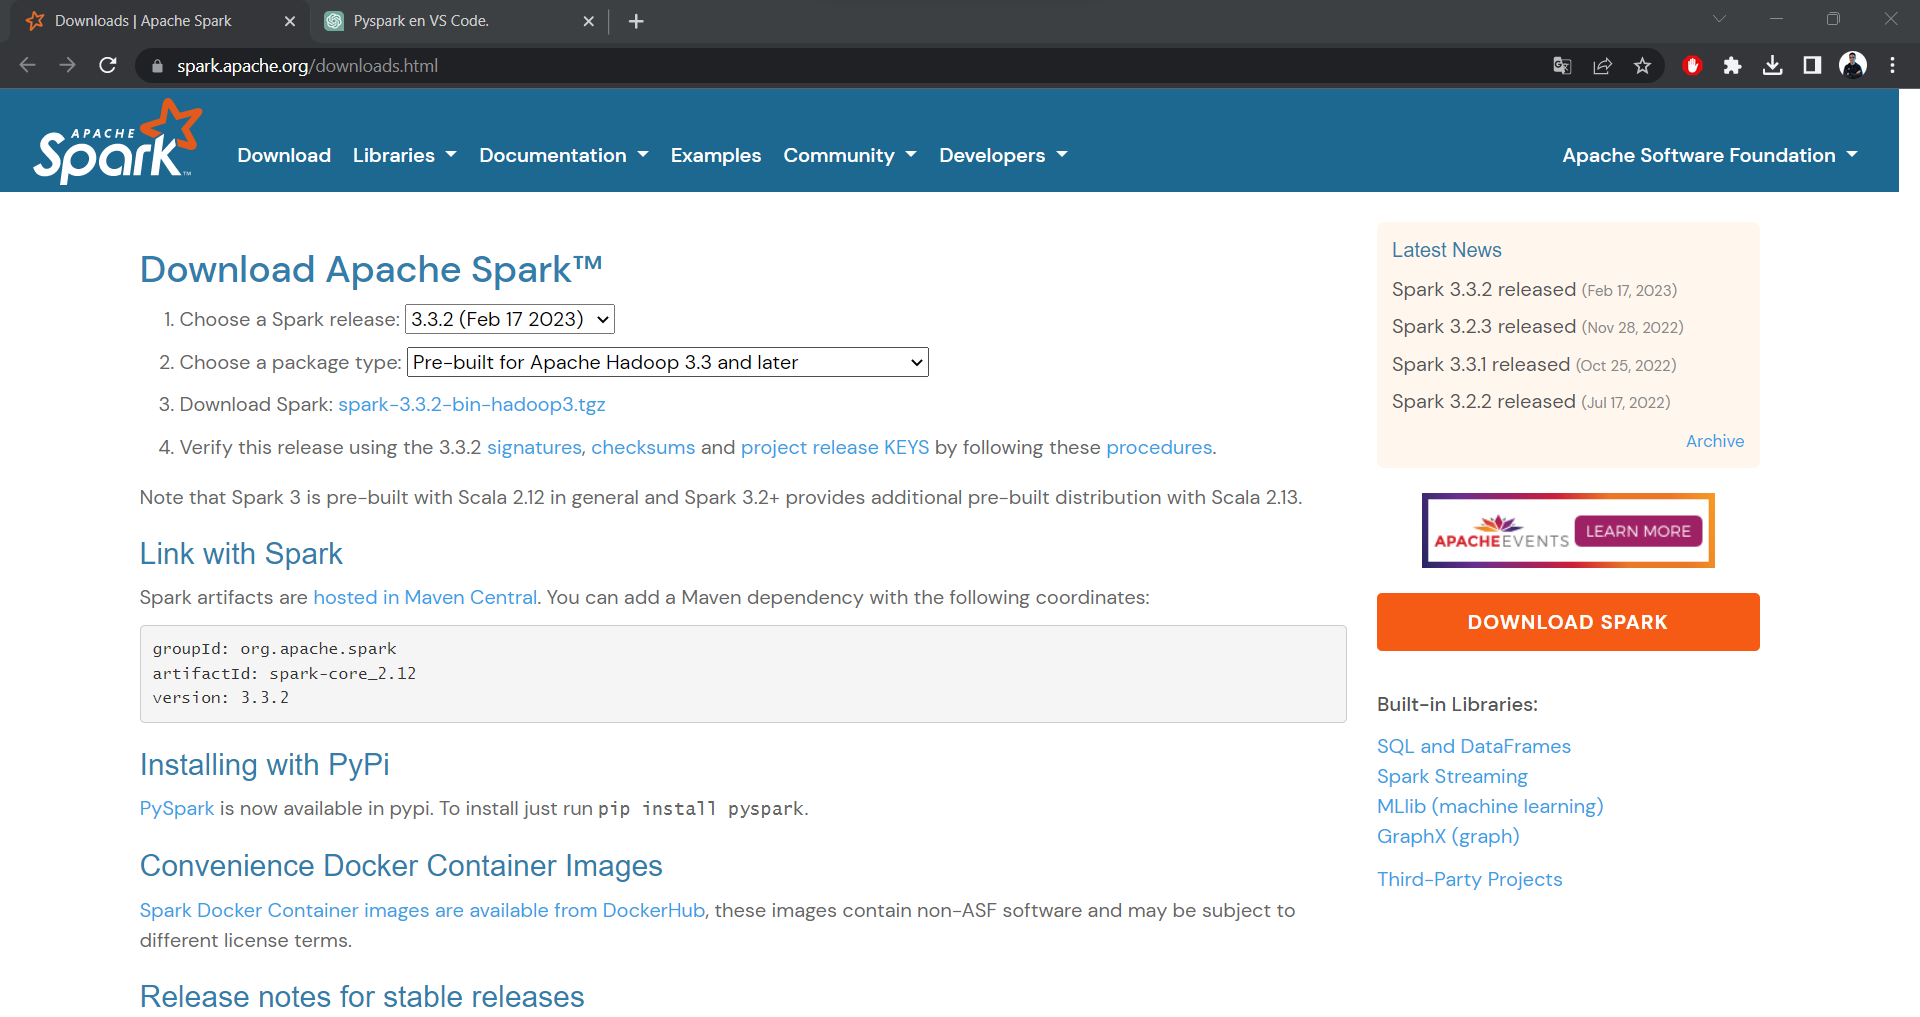 Downloads | Apache Spark
Pyspark en VS Code.
spark.apache.org/downloads.html
APACHE
Spark™
Download
Libraries
Documentation
Examples
Community
Developers
Apache Software Foundation
Download Apache Spark™
1. Choose a Spark release: 3.3.2 (Feb 17 2023)
2. Choose a package type: Pre-built for Apache Hadoop 3.3 and later
3. Download Spark: spark-3.3.2-bin-hadoop3.tgz
4. Verify this release using the 3.3.2 signatures, checksums and project release KEYS by following these procedures.
Note that Spark 3 is pre-built with Scala 2.12 in general and Spark 3.2+ provides additional pre-built distribution with Scala 2.13.
Link with Spark
Spark artifacts are hosted in Maven Central. You can add a Maven dependency with the following coordinates:
groupId: org.apache.spark
artifactId: spark-core_2.12
version: 3.3.2
Installing with PyPi
PySpark is now available in pypi. To install just run pip install pyspark.
Convenience Docker Container Images
Spark Docker Container images are available from DockerHub, these images contain non-ASF software and may be subject to
different license terms.
Release notes for stable releases
Latest News
Spark 3.3.2 released (Feb 17, 2023)
Spark 3.2.3 released (Nov 28, 2022)
Spark 3.3.1 released (Oct 25, 2022)
Spark 3.2.2 released (Jul 17, 2022)
Archive
APACHEEVENTS LEARN MORE
DOWNLOAD SPARK
Built-in Libraries:
SQL and DataFrames
Spark Streaming
MLlib (machine learning)
GraphX (graph)
Third-Party Projects